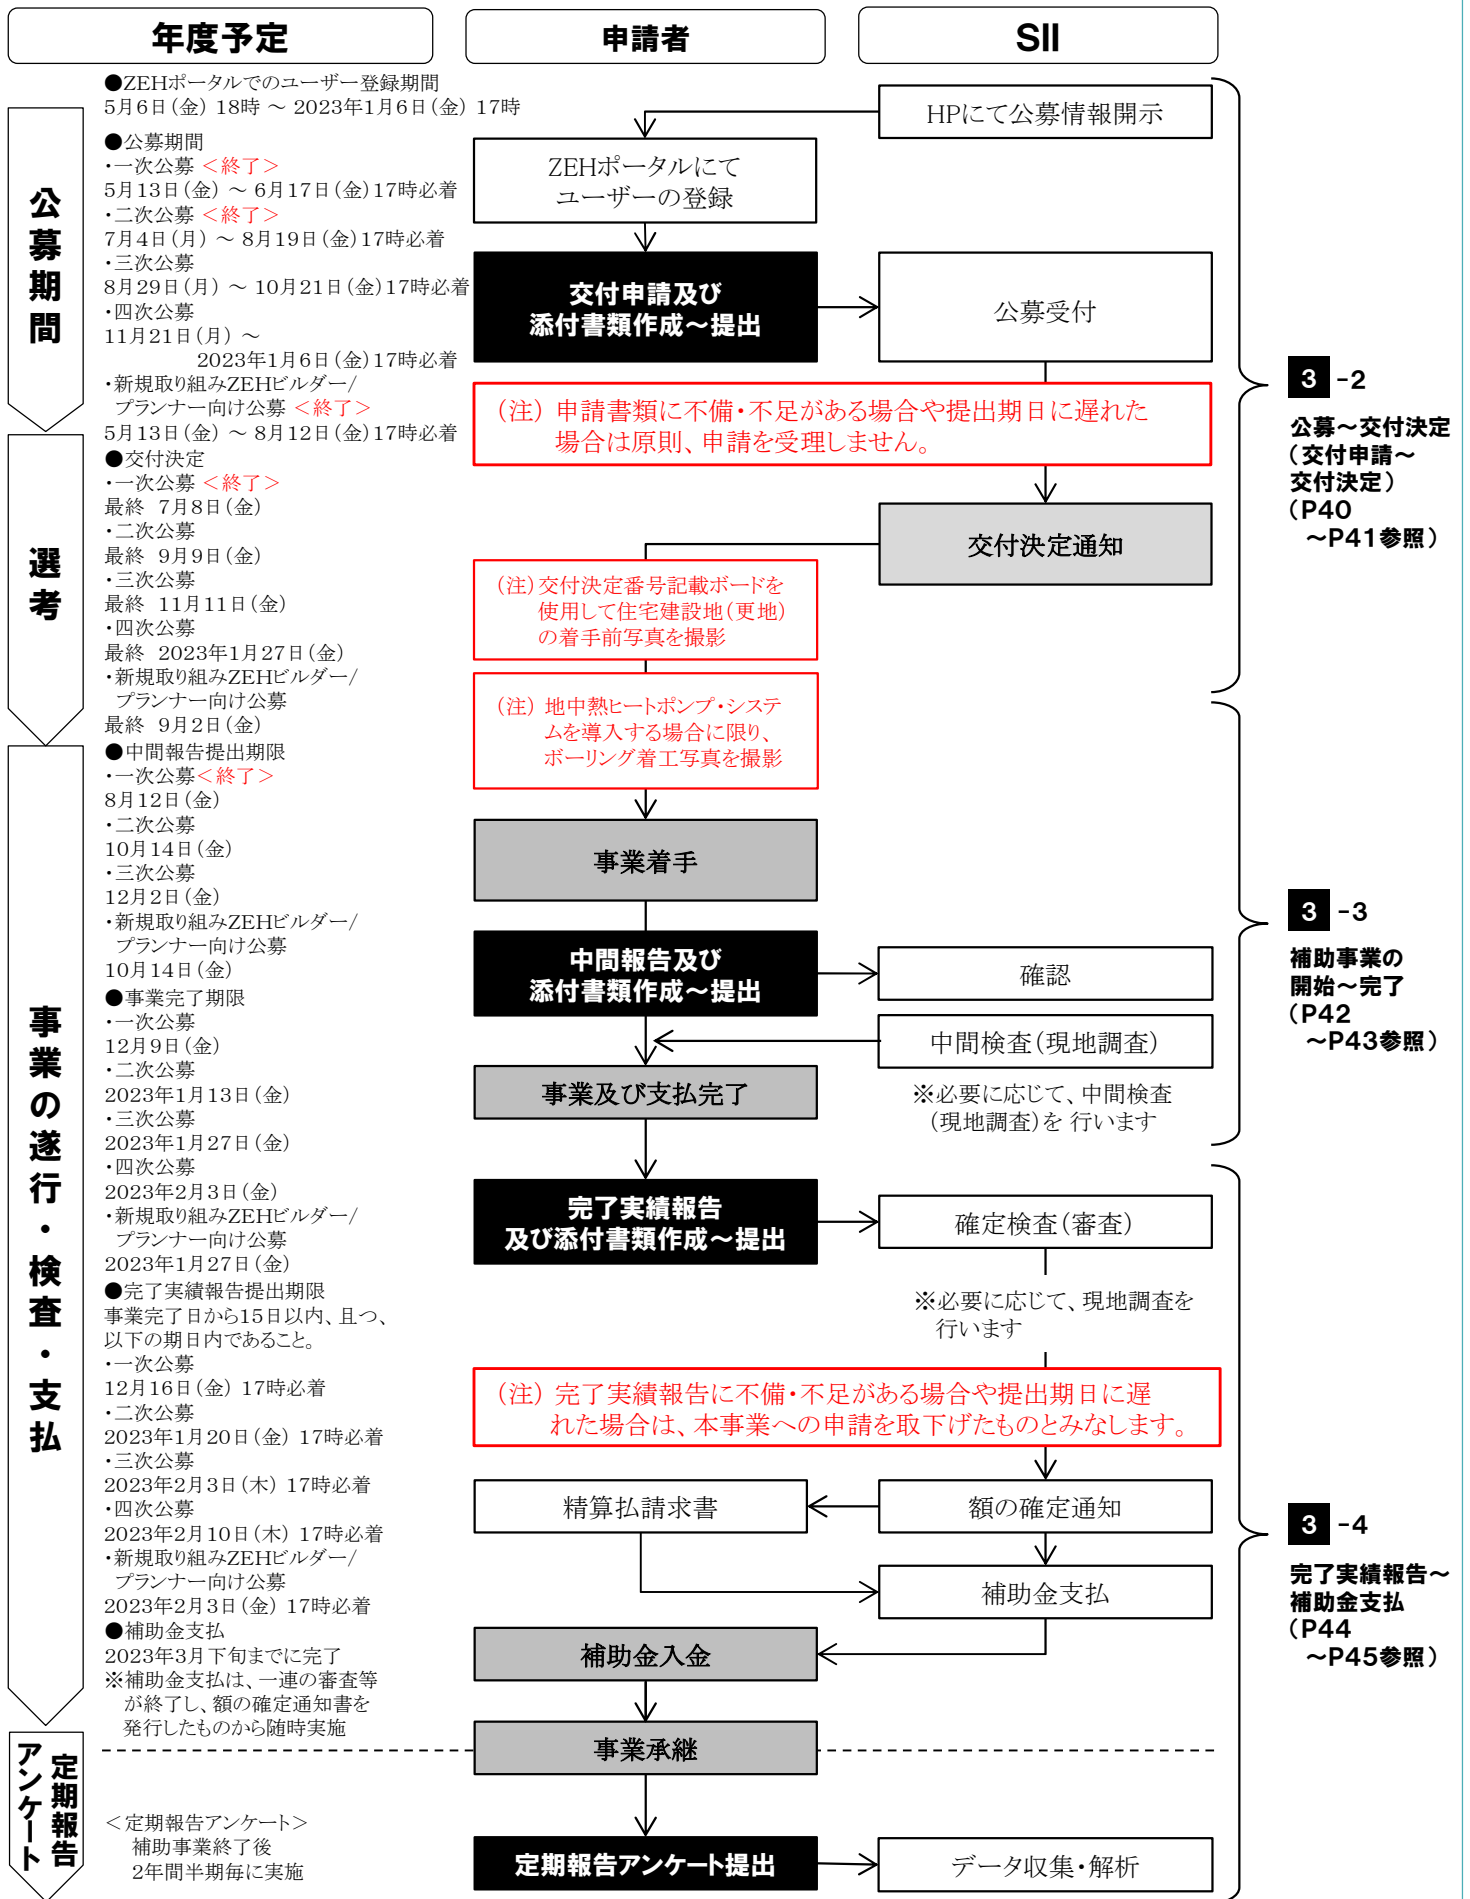 年度予定
申請者
SII
公募期間
選考
事業の遂行・検査・支払
定期報告
アンケート
●ZEHポータルでのユーザー登録期間
5月6日(金) 18時 ～ 2023年1月6日(金) 17時
●公募期間
・一次公募 ＜終了＞
5月13日(金) ～ 6月17日(金)17時必着
・二次公募 ＜終了＞
7月4日(月) ～ 8月19日(金)17時必着
・三次公募
8月29日(月) ～ 10月21日(金)17時必着
・四次公募
11月21日(月) ～
2023年1月6日(金)17時必着
・新規取り組みZEHビルダー/
プランナー向け公募 ＜終了＞
5月13日(金) ～ 8月12日(金)17時必着
●交付決定
・一次公募 ＜終了＞
最終 7月8日(金)
・二次公募
最終 9月9日(金)
・三次公募
最終 11月11日(金)
・四次公募
最終 2023年1月27日(金)
・新規取り組みZEHビルダー/
プランナー向け公募
最終 9月2日(金)
●中間報告提出期限
・一次公募＜終了＞
8月12日(金)
・二次公募
10月14日(金)
・三次公募
12月2日(金)
・新規取り組みZEHビルダー/
プランナー向け公募
10月14日(金)
●事業完了期限
・一次公募
12月9日(金)
・二次公募
2023年1月13日(金)
・三次公募
2023年1月27日(金)
・四次公募
2023年2月3日(金)
・新規取り組みZEHビルダー/
プランナー向け公募
2023年1月27日(金)
●完了実績報告提出期限
事業完了日から15日以内、且つ、
以下の期日内であること。
・一次公募
12月16日(金) 17時必着
・二次公募
2023年1月20日(金) 17時必着
・三次公募
2023年2月3日(木) 17時必着
・四次公募
2023年2月10日(木) 17時必着
・新規取り組みZEHビルダー/
プランナー向け公募
2023年2月3日(金) 17時必着
●補助金支払
2023年3月下旬までに完了
※補助金支払は、一連の審査等
が終了し、額の確定通知書を
発行したものから随時実施
＜定期報告アンケート＞
補助事業終了後
2年間半期毎に実施
HPにて公募情報開示
ZEHポータルにて
ユーザーの登録
交付申請及び
添付書類作成～提出
公募受付
(注) 申請書類に不備・不足がある場合や提出期日に遅れた
場合は原則、申請を受理しません。
交付決定通知
(注)交付決定番号記載ボードを
使用して住宅建設地(更地)
の着手前写真を撮影
(注) 地中熱ヒートポンプ・システ
ムを導入する場合に限り、
ボーリング着工写真を撮影
事業着手
中間報告及び
添付書類作成～提出
確認
中間検査(現地調査)
事業及び支払完了
※必要に応じて、中間検査
(現地調査)を 行います
完了実績報告
及び添付書類作成～提出
確定検査(審査)
※必要に応じて、現地調査を
行います
(注) 完了実績報告に不備・不足がある場合や提出期日に遅
れた場合は、本事業への申請を取下げたものとみなします。
精算払請求書
額の確定通知
補助金支払
補助金入金
事業承継
定期報告アンケート提出
データ収集・解析
3 -2
公募～交付決定
(交付申請～
交付決定)
(P40
～P41参照)
3 -3
補助事業の
開始～完了
(P42
～P43参照)
3 -4
完了実績報告～
補助金支払
(P44
～P45参照)